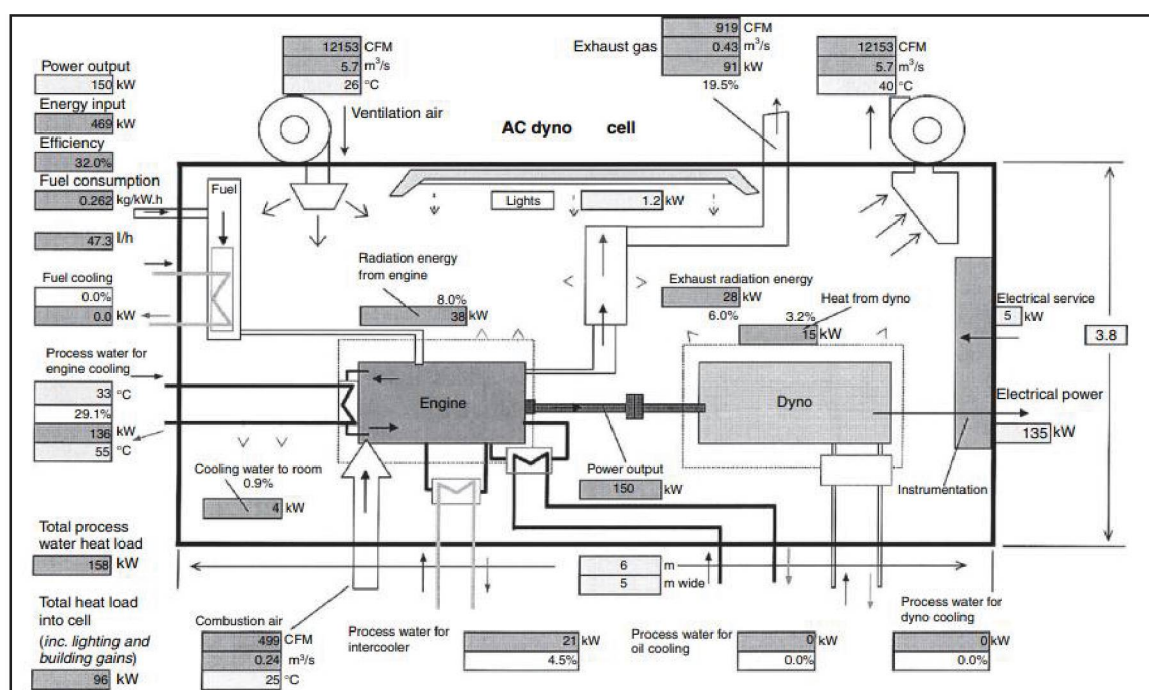 Power output
150 kW
Energy input
469 kW
Efficiency
32.0%
Fuel consumption
0.262 kg/kW.h
47.3 l/h
Fuel cooling
0.0%
0.0 kW
Process water for
engine cooling
33 °C
29.1%
136 kW
55 °C
Total process
water heat load
158 kW
Total heat load
into cell
(inc. lighting and
building gains)
96 kW
12153 CFM
5.7 m³/s
26 °C
Ventilation air
AC dyno cell
Exhaust gas
919 CFM
0.43 m³/s
91 kW
19.5%
12153 CFM
5.7 m³/s
40 °C
Fuel
Lights 1.2 kW
Radiation energy
from engine
8.0%
38 kW
Exhaust radiation energy
28 kW
6.0%
Heat from dyno
3.2%
15 kW
Electrical service
5 kW
3.8
Engine
Dyno
Electrical power
135 kW
Cooling water to room
0.9%
4 kW
Power output
150 kW
Instrumentation
6 m
5 m wide
Combustion air
499 CFM
0.24 m³/s
25 °C
Process water for
intercooler
21 kW
4.5%
Process water for
oil cooling
0 kW
0.0%
Process water for
dyno cooling
0 kW
0.0%